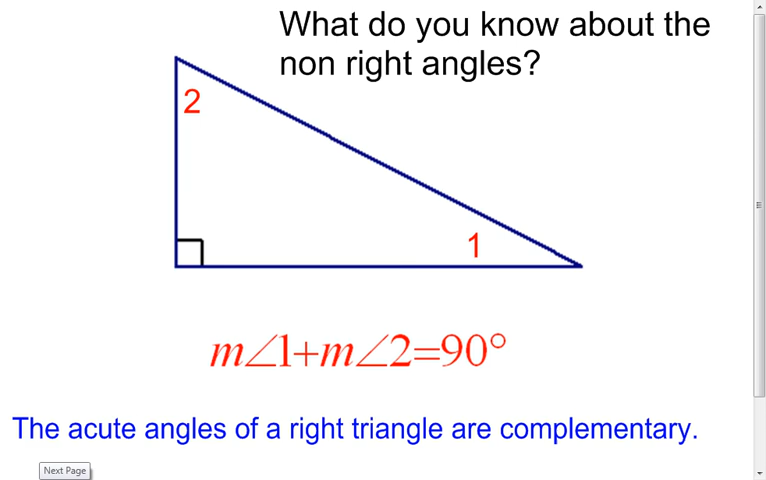 What do you know about the
non right angles?
2
1
m∠1+m∠2=90°
The acute angles of a right triangle are complementary.
Next Page